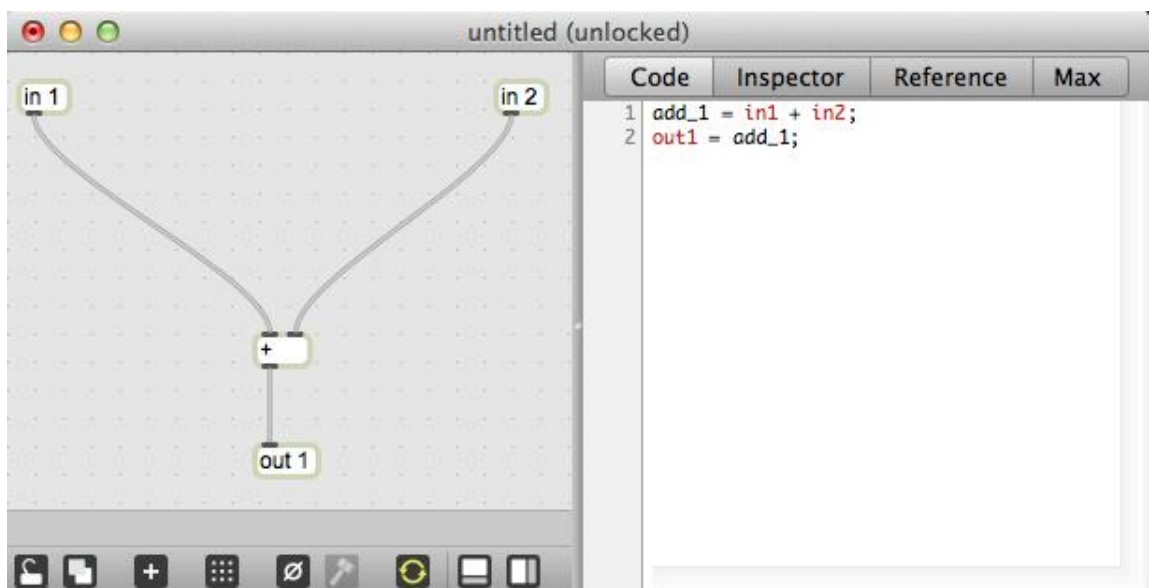 untitled (unlocked)
in 1
in 2
+
out 1
Code Inspector Reference Max
1 add_1 = in1 + in2;
2 out1 = add_1;